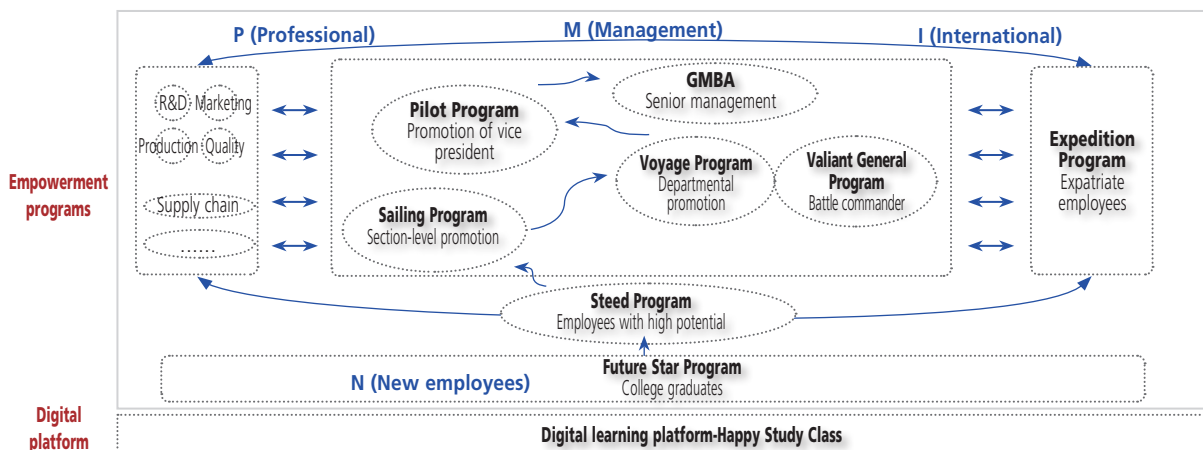 P (Professional)
M (Management)
I (International)
R&D
Marketing
Production
Quality
Supply chain
......
GMBA
Senior management
Pilot Program
Promotion of vice
president
Voyage Program
Departmental
promotion
Valiant General
Program
Battle commander
Sailing Program
Section-level promotion
Expedition
Program
Expatriate
employees
Empowerment
programs
Steed Program
Employees with high potential
N (New employees)
Future Star Program
College graduates
Digital
platform
Digital learning platform-Happy Study Class